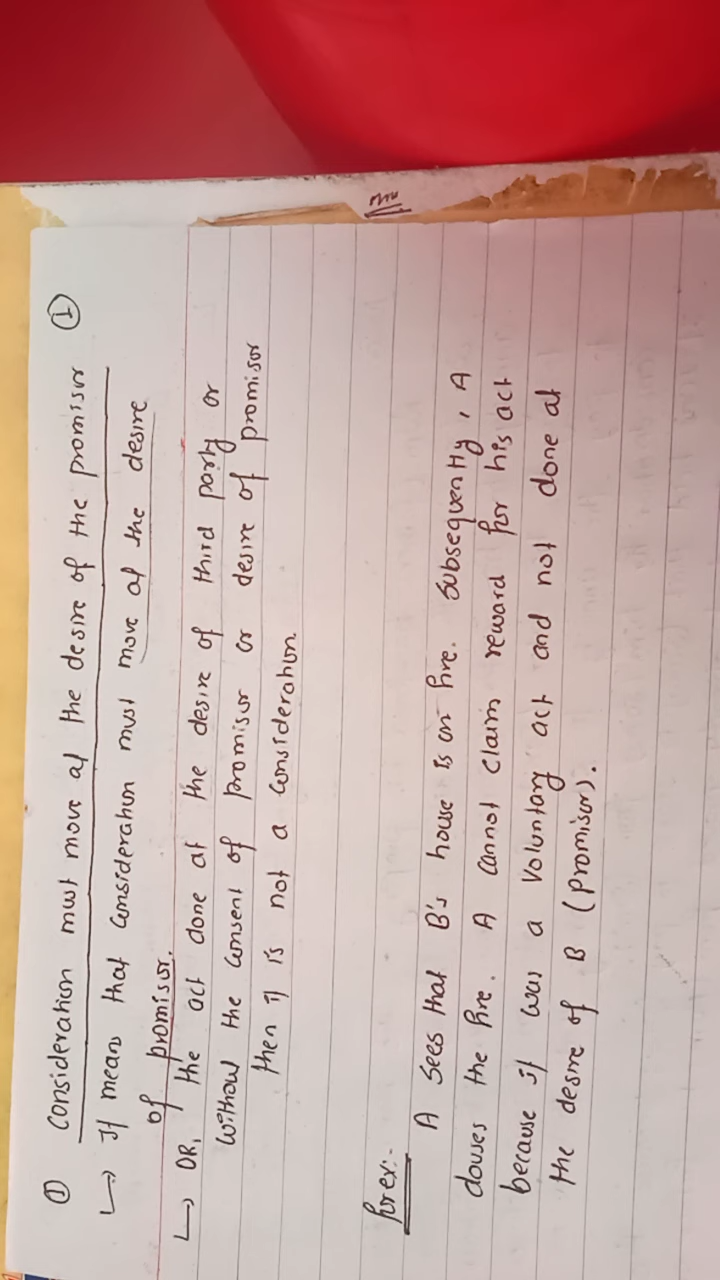 ① Consideration must move at the desire of the promisor ①
↳ It means that consideration must move at the desire
of promisor.
↳ OR, the act done at the desire of third party or
without the consent of promisor or desire of promisor
then it is not a consideration.
for ex:-
A sees that B's house is on fire. Subsequently, A
douses the fire. A cannot claim reward for his act
because it was a voluntary act and not done at
the desire of B (promisor).